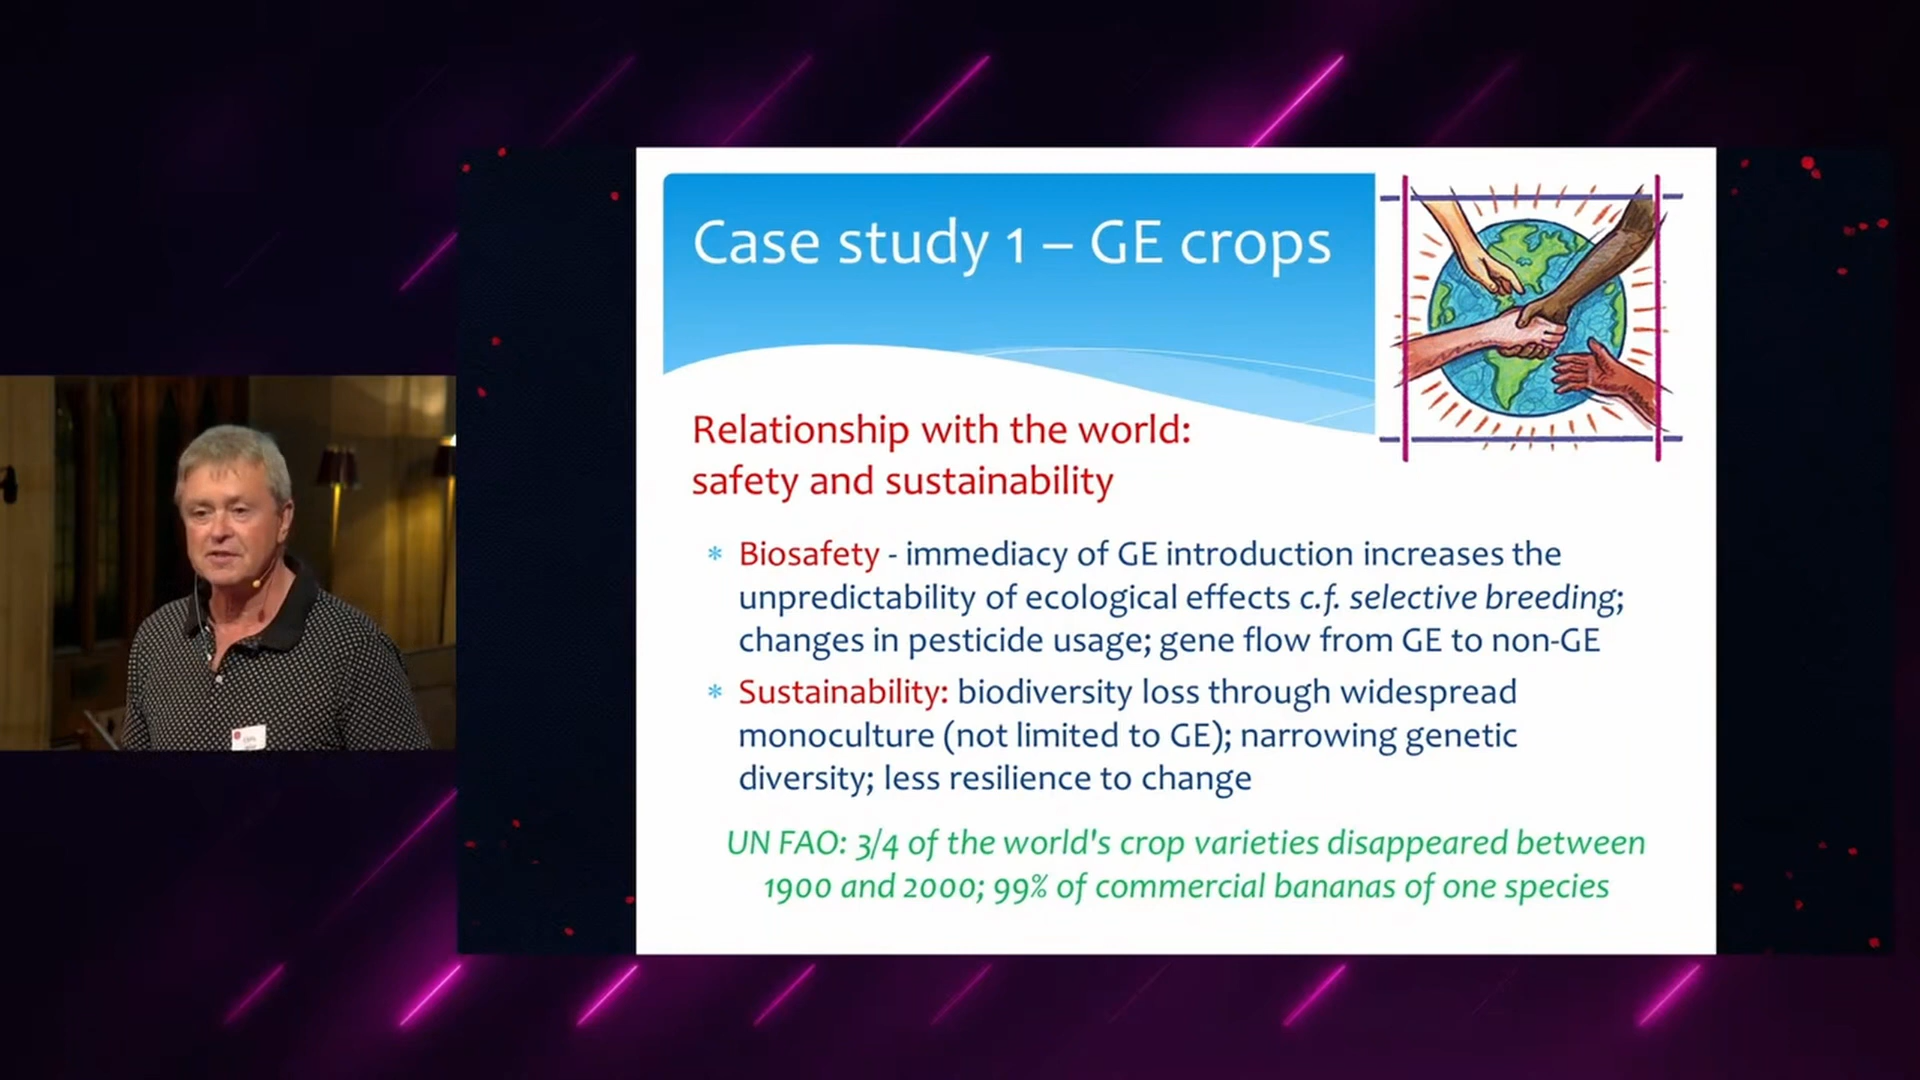 Case study 1 – GE crops
Relationship with the world:
safety and sustainability
* Biosafety - immediacy of GE introduction increases the
unpredictability of ecological effects c.f. selective breeding;
changes in pesticide usage; gene flow from GE to non-GE
* Sustainability: biodiversity loss through widespread
monoculture (not limited to GE); narrowing genetic
diversity; less resilience to change
UN FAO: 3/4 of the world's crop varieties disappeared between
1900 and 2000; 99% of commercial bananas of one species